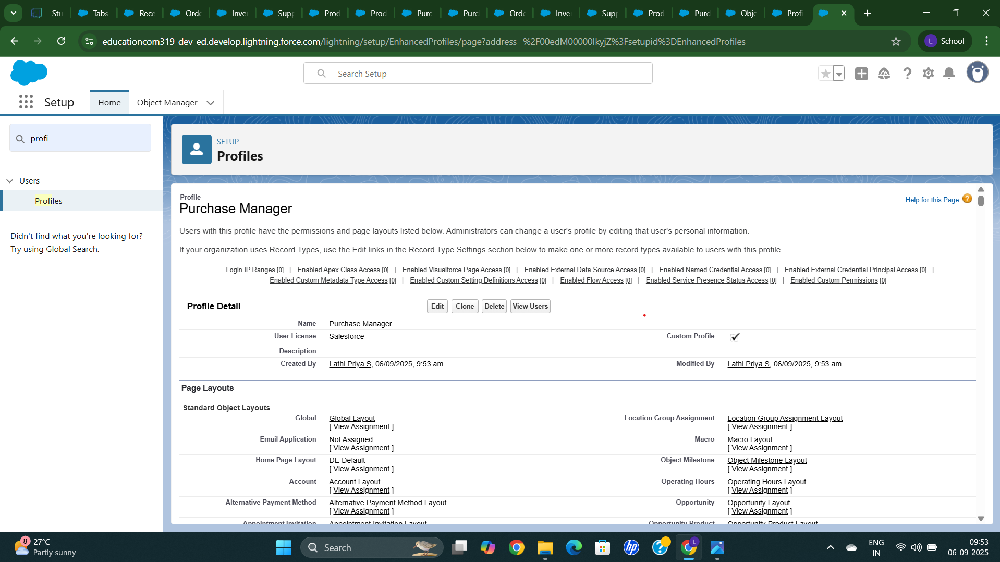 - Stu
Tabs
Rece
Orde
Inver
Supp
Prod
Prod
Purc
Purc
Orde
Inve
Supp
Prod
Purc
Obje
Profi
educationcom319-dev-ed.develop.lightning.force.com/lightning/setup/EnhancedProfiles/page?address=%2F00edM00000IkyjZ%3Fsetupid%3DEnhancedProfiles
L School
Search Setup
Setup
Home
Object Manager
profi
Users
Profiles
Didn't find what you're looking for?
Try using Global Search.
SETUP
Profiles
Profile
Purchase Manager
Help for this Page ?
Users with this profile have the permissions and page layouts listed below. Administrators can change a user's profile by editing that user's personal information.
If your organization uses Record Types, use the Edit links in the Record Type Settings section below to make one or more record types available to users with this profile.
Login IP Ranges [0] | Enabled Apex Class Access [0] | Enabled Visualforce Page Access [0] | Enabled External Data Source Access [0] | Enabled Named Credential Access [0] | Enabled External Credential Principal Access [0] |
Enabled Custom Metadata Type Access [0] | Enabled Custom Setting Definitions Access [0] | Enabled Flow Access [0] | Enabled Service Presence Status Access [0] | Enabled Custom Permissions [0]
Profile Detail
Edit Clone Delete View Users
Name Purchase Manager
User License Salesforce Custom Profile
Description
Created By Lathi Priya.S, 06/09/2025, 9:53 am Modified By Lathi Priya.S, 06/09/2025, 9:53 am
Page Layouts
Standard Object Layouts
Global Global Layout Location Group Assignment Location Group Assignment Layout
[ View Assignment ] [ View Assignment ]
Email Application Not Assigned Macro Macro Layout
[ View Assignment ] [ View Assignment ]
Home Page Layout DE Default Object Milestone Object Milestone Layout
[ View Assignment ] [ View Assignment ]
Account Account Layout Operating Hours Operating Hours Layout
[ View Assignment ] [ View Assignment ]
Alternative Payment Method Alternative Payment Method Layout Opportunity Opportunity Layout
[ View Assignment ] [ View Assignment ]
Appointment Invitation Appointment Invitation Layout Opportunity Product Opportunity Product Layout
8
27°C
Partly sunny
Search
hp
?
L
ENG
IN
09:53
06-09-2025